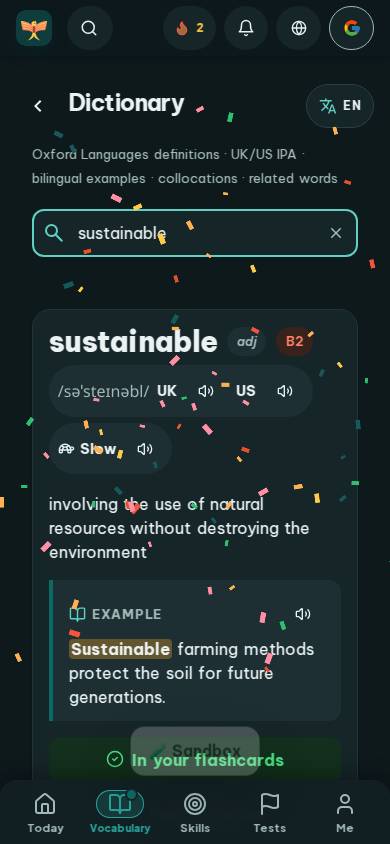 2
Dictionary
EN
Oxford Languages definitions · UK/US IPA ·
bilingual examples · collocations · related words
sustainable
sustainable adj B2
/səˈsteɪnəbl/ UK US
Slow
involving the use of natural
resources without destroying the
environment
EXAMPLE
Sustainable farming methods
protect the soil for future
generations.
Sandbox
In your flashcards
Today Vocabulary Skills Tests Me